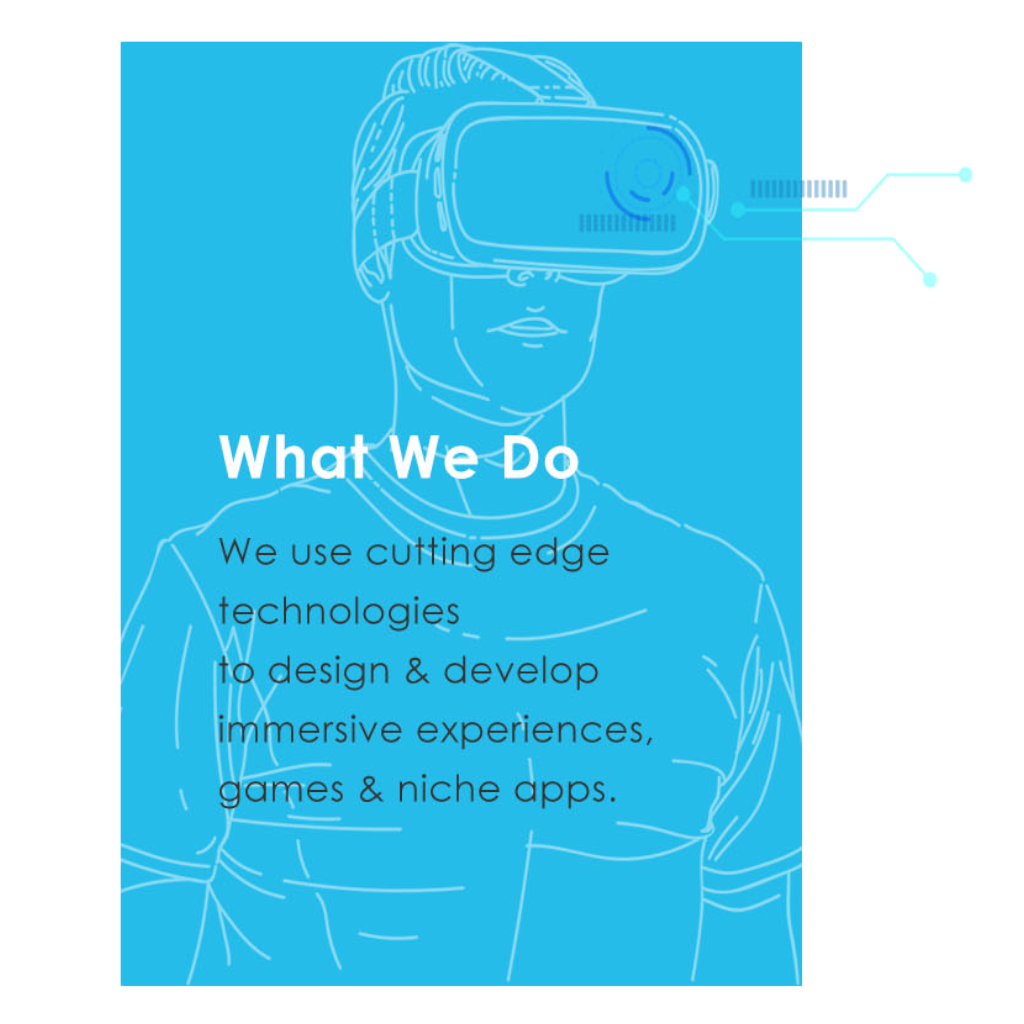 What We Do
We use cutting edge
technologies
to design & develop
immersive experiences,
games & niche apps.